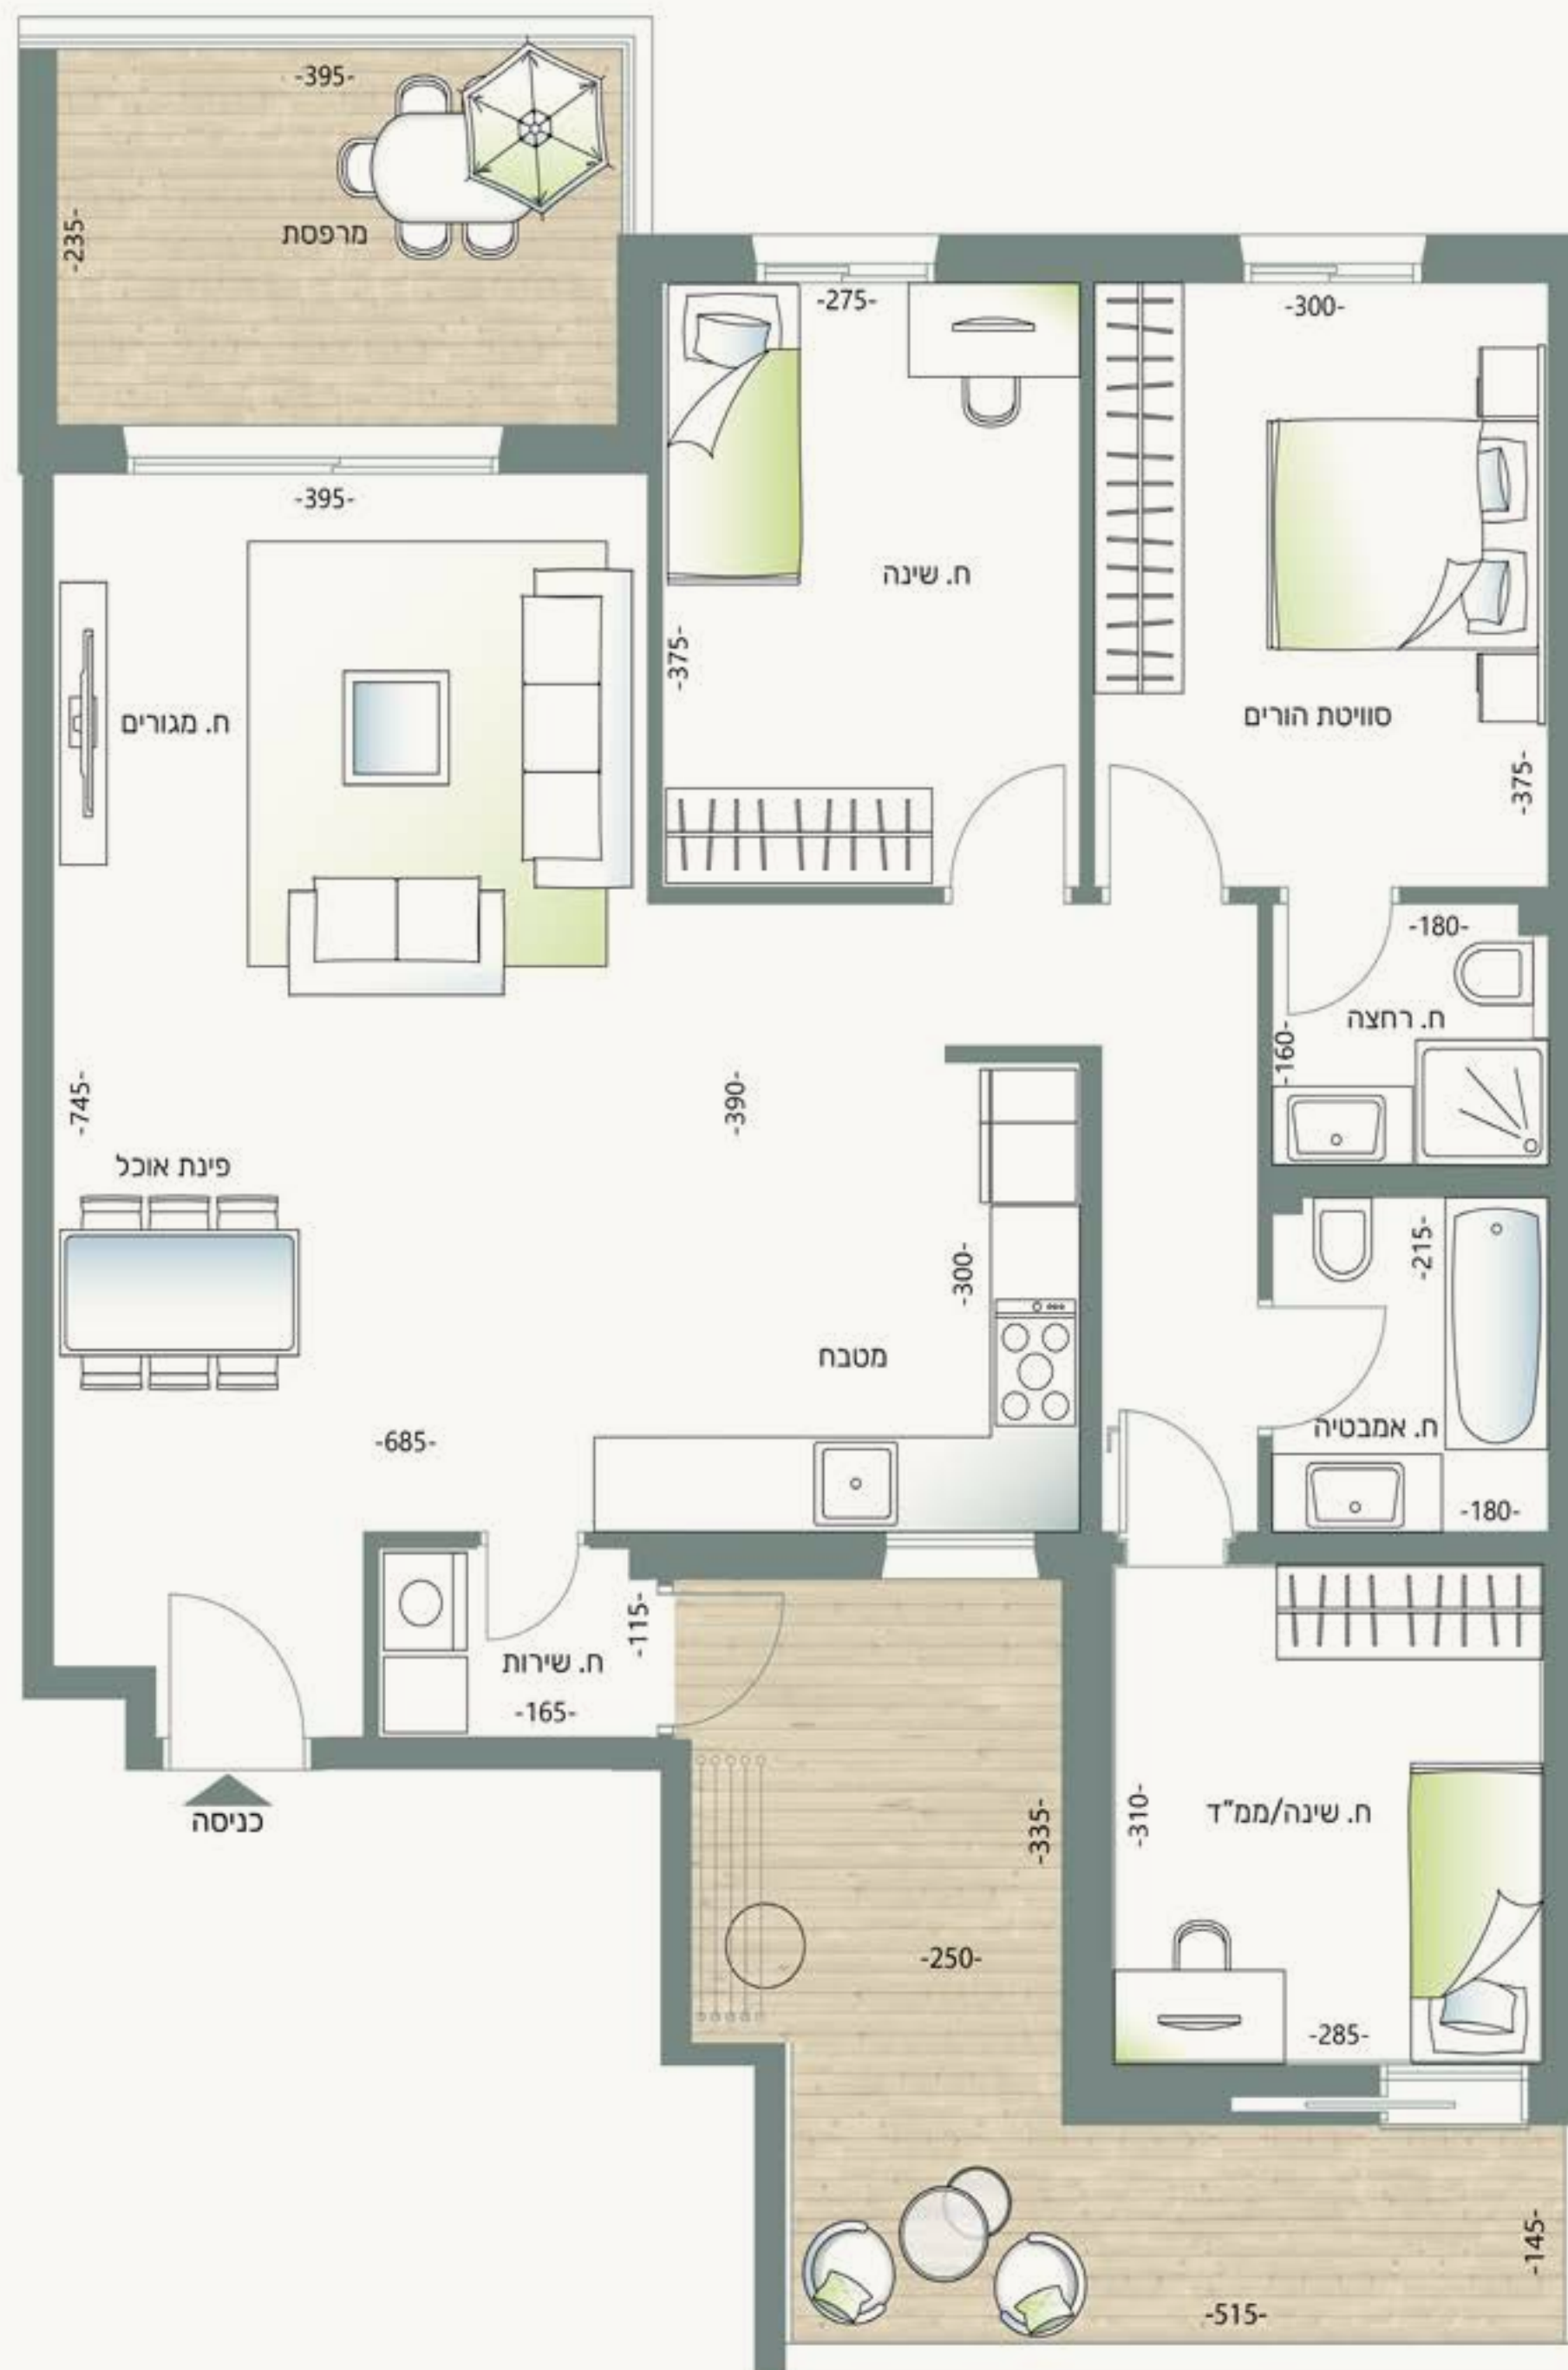 -395-
-235-
מרפסת
-275-
-300-
-395-
ח. שינה
-375-
סוויטת הורים
ח. מגורים
-375-
-180-
ח. רחצה
-160-
-745-
-390-
פינת אוכל
-215-
-300-
מטבח
ח. אמבטיה
-685-
-180-
-115-
ח. שירות
-165-
כניסה
ח. שינה/ממ"ד
-310-
-335-
-250-
-285-
-145-
-515-